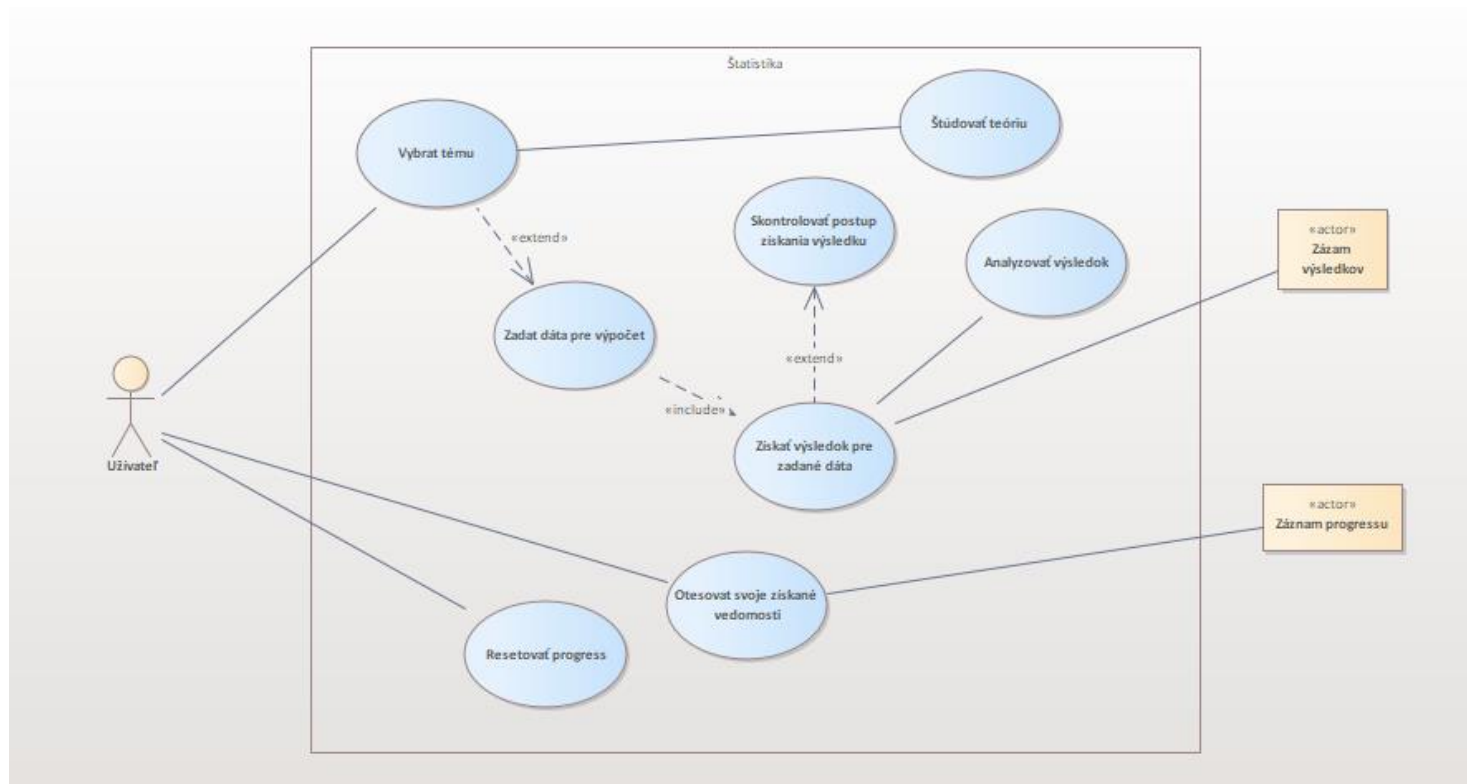 Štatistika
Vybrat tému
Štúdovať teóriu
«extend»
Skontrolovať postup
získania výsledku
Analyzovať výsledok
«actor»
Zázam
výsledkov
Zadat dáta pre výpočet
«extend»
«include»
Získať výsledok pre
zadané dáta
Užívateľ
«actor»
Záznam progressu
Otesovat svoje získané
vedomosti
Resetovať progress